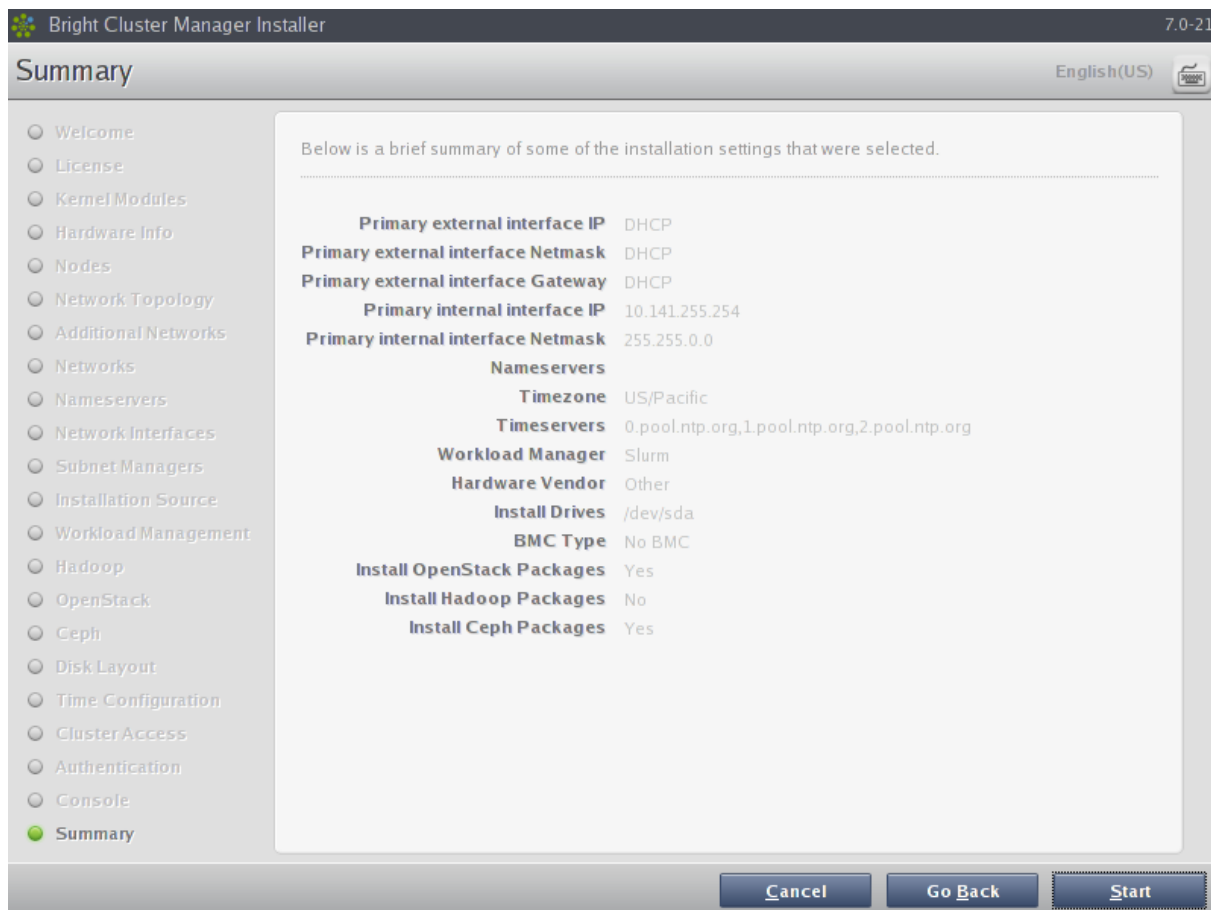 Bright Cluster Manager Installer
7.0-21
Summary
English(US)
Welcome
License
Kernel Modules
Hardware Info
Nodes
Network Topology
Additional Networks
Networks
Nameservers
Network Interfaces
Subnet Managers
Installation Source
Workload Management
Hadoop
OpenStack
Ceph
Disk Layout
Time Configuration
Cluster Access
Authentication
Console
Summary
Below is a brief summary of some of the installation settings that were selected.
Primary external interface IP DHCP
Primary external interface Netmask DHCP
Primary external interface Gateway DHCP
Primary internal interface IP 10.141.255.254
Primary internal interface Netmask 255.255.0.0
Nameservers
Timezone US/Pacific
Timeservers 0.pool.ntp.org,1.pool.ntp.org,2.pool.ntp.org
Workload Manager Slurm
Hardware Vendor Other
Install Drives /dev/sda
BMC Type No BMC
Install OpenStack Packages Yes
Install Hadoop Packages No
Install Ceph Packages Yes
Cancel
Go Back
Start